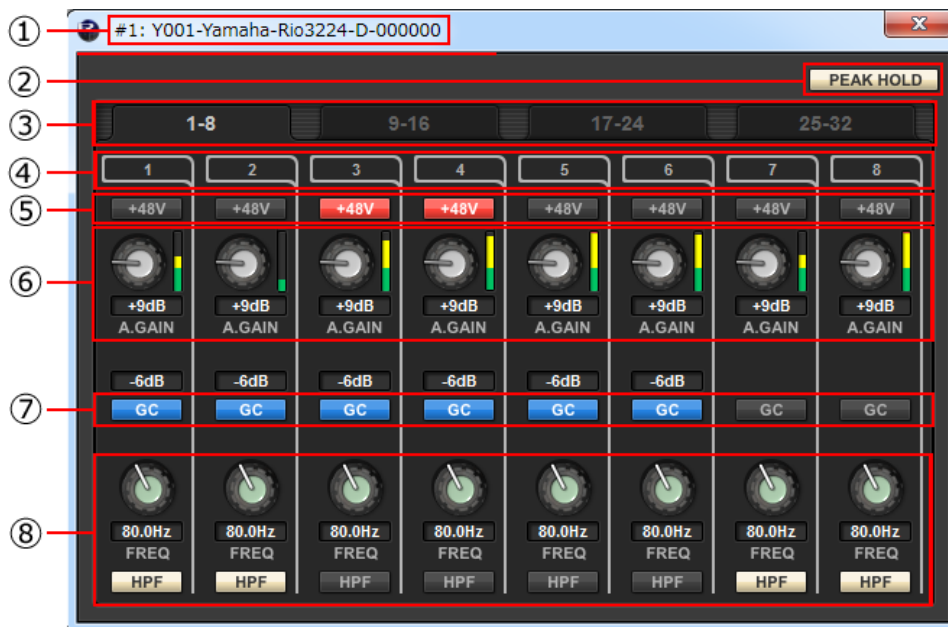 ① #1: Y001-Yamaha-Rio3224-D-000000
② PEAK HOLD
③ 1-8 9-16 17-24 25-32
④ 1 2 3 4 5 6 7 8
⑤ +48V +48V +48V +48V +48V +48V +48V +48V
⑥
+9dB +9dB +9dB +9dB +9dB +9dB +9dB +9dB
A.GAIN A.GAIN A.GAIN A.GAIN A.GAIN A.GAIN A.GAIN A.GAIN
-6dB -6dB -6dB -6dB -6dB -6dB
⑦ GC GC GC GC GC GC GC GC
⑧ 80.0Hz 80.0Hz 80.0Hz 80.0Hz 80.0Hz 80.0Hz 80.0Hz 80.0Hz
FREQ FREQ FREQ FREQ FREQ FREQ FREQ FREQ
HPF HPF HPF HPF HPF HPF HPF HPF